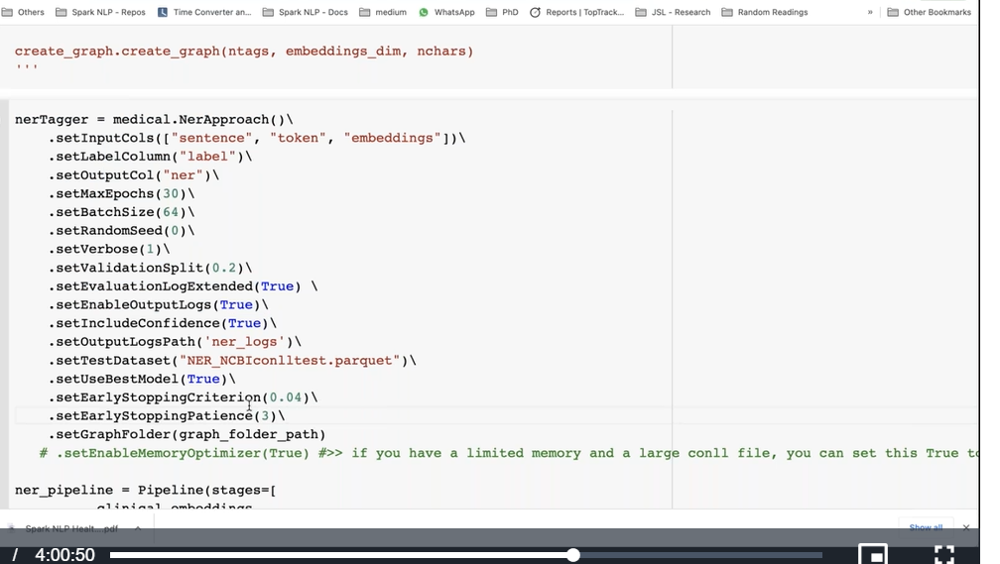 Others Spark NLP - Repos Time Converter an... Spark NLP - Docs medium WhatsApp PhD Reports | TopTrack... JSL - Research Random Readings » Other Bookmarks
create_graph.create_graph(ntags, embeddings_dim, nchars)
'''
nerTagger = medical.NerApproach()\
.setInputCols(["sentence", "token", "embeddings"])\
.setLabelColumn("label")\
.setOutputCol("ner")\
.setMaxEpochs(30)\
.setBatchSize(64)\
.setRandomSeed(0)\
.setVerbose(1)\
.setValidationSplit(0.2)\
.setEvaluationLogExtended(True) \
.setEnableOutputLogs(True)\
.setIncludeConfidence(True)\
.setOutputLogsPath('ner_logs')\
.setTestDataset("NER_NCBIconlltest.parquet")\
.setUseBestModel(True)\
.setEarlyStoppingCriterion(0.04)\
.setEarlyStoppingPatience(3)\
.setGraphFolder(graph_folder_path)
# .setEnableMemoryOptimizer(True) #>> if you have a limited memory and a large conll file, you can set this True to
ner_pipeline = Pipeline(stages=[
clinical_embeddings,
Spark NLP Healt....pdf Show all
/ 4:00:50